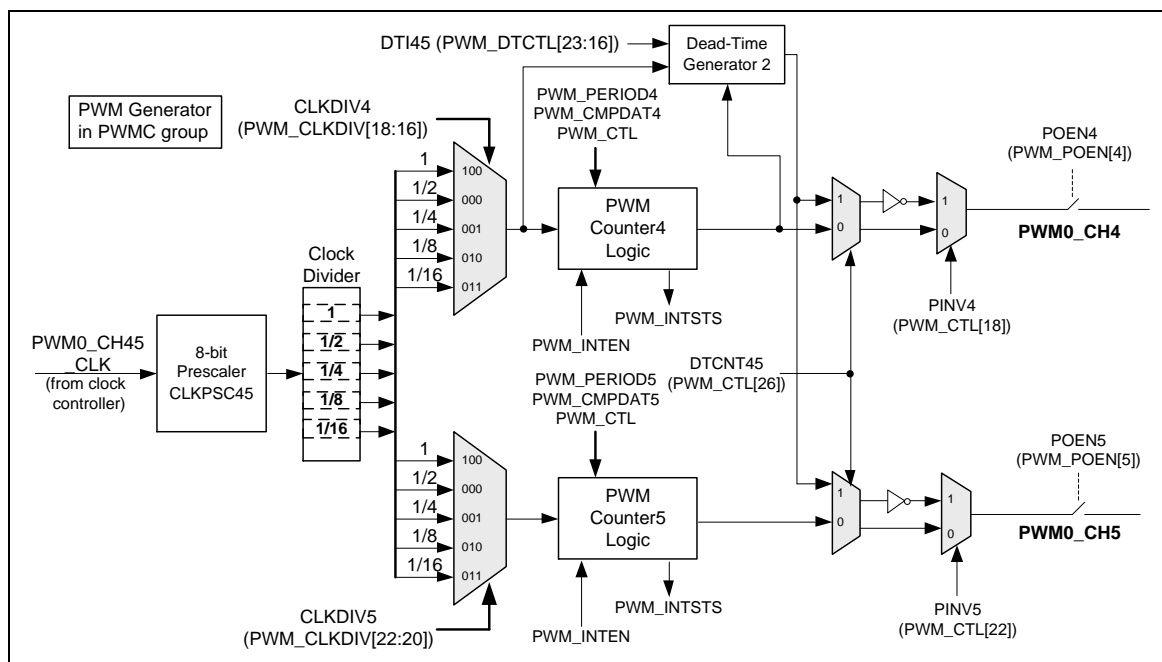 DTI45 (PWM_DTCTL[23:16])
Dead-Time
Generator 2
PWM Generator
in PWMC group
CLKDIV4
(PWM_CLKDIV[18:16])
PWM_PERIOD4
PWM_CMPDAT4
PWM_CTL
POEN4
(PWM_POEN[4])
1
1/2
1/4
1/8
1/16
100
000
001
010
011
PWM
Counter4
Logic
1
0
1
0
PWM0_CH4
Clock
Divider
1
1/2
1/4
1/8
1/16
PWM_INTSTS
PWM_INTEN
PINV4
(PWM_CTL[18])
PWM0_CH45
_CLK
(from clock
controller)
8-bit
Prescaler
CLKPSC45
DTCNT45
(PWM_CTL[26])
PWM_PERIOD5
PWM_CMPDAT5
PWM_CTL
POEN5
(PWM_POEN[5])
1
1/2
1/4
1/8
1/16
100
000
001
010
011
PWM
Counter5
Logic
1
0
1
0
PWM0_CH5
PWM_INTSTS
PWM_INTEN
CLKDIV5
(PWM_CLKDIV[22:20])
PINV5
(PWM_CTL[22])